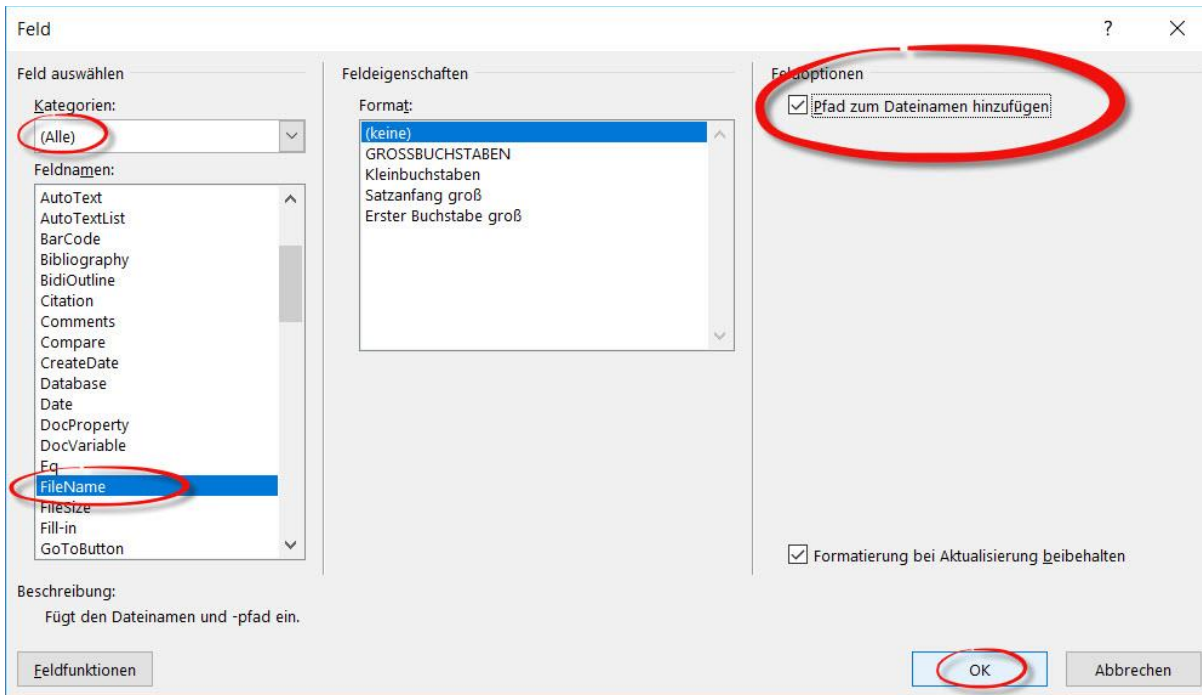 Feld
?
Feld auswählen
Kategorien:
(Alle)
Feldnamen:
AutoText
AutoTextList
BarCode
Bibliography
BidiOutline
Citation
Comments
Compare
CreateDate
Database
Date
DocProperty
DocVariable
Eq
FileName
FileSize
Fill-in
GoToButton
Feldeigenschaften
Format:
(keine)
GROSSBUCHSTABEN
Kleinbuchstaben
Satzanfang groß
Erster Buchstabe groß
Feldoptionen
Pfad zum Dateinamen hinzufügen
Formatierung bei Aktualisierung beibehalten
Beschreibung:
Fügt den Dateinamen und -pfad ein.
Feldfunktionen
OK
Abbrechen